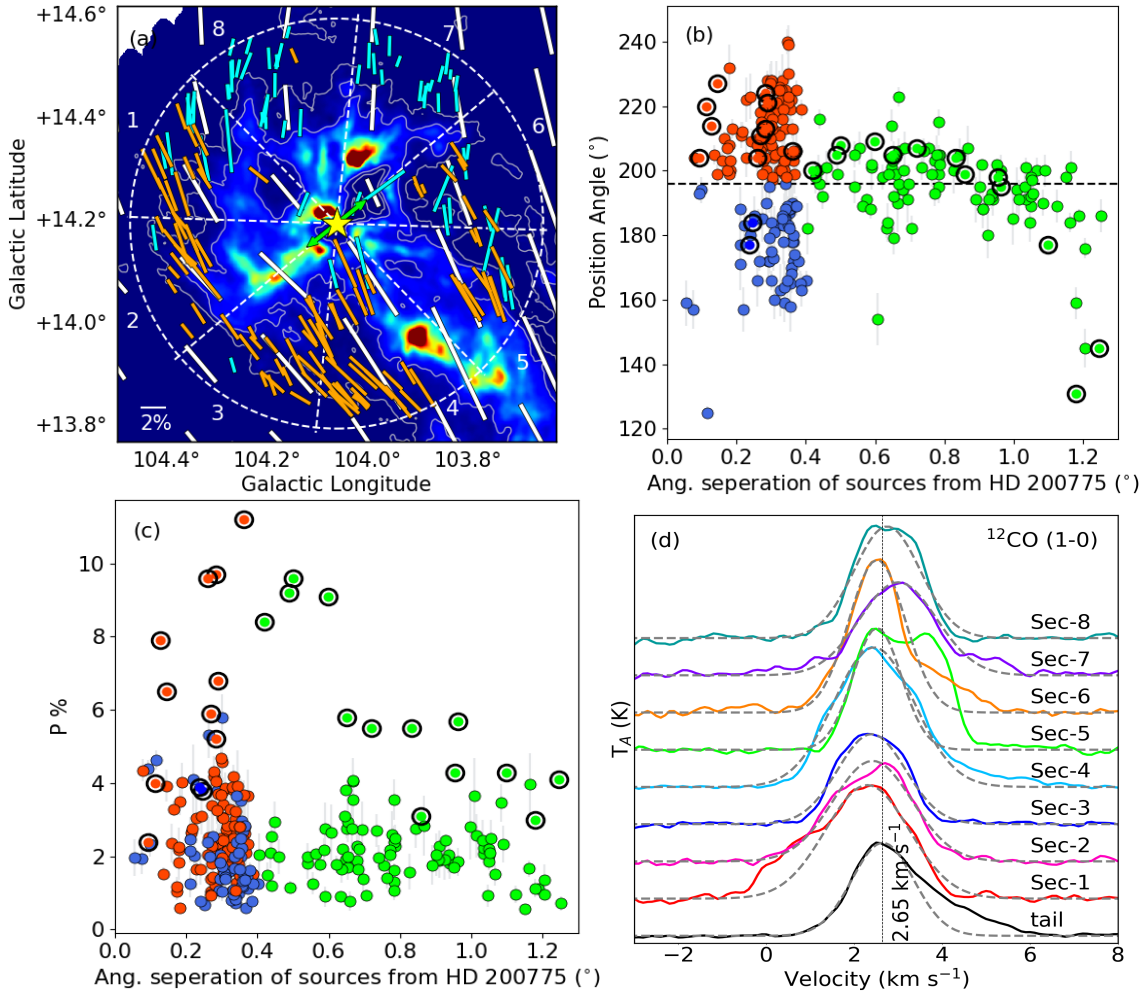 (a)
+14.6°
+14.4°
+14.2°
+14.0°
+13.8°
Galactic Latitude
8
7
1
6
2
5
3
4
2%
104.4°
104.2°
104.0°
103.8°
Galactic Longitude
(b)
240
220
200
180
160
140
120
Position Angle (°)
0.0 0.2 0.4 0.6 0.8 1.0 1.2
Ang. seperation of sources from HD 200775 (°)
(c)
10
8
6
4
2
0
P %
0.0 0.2 0.4 0.6 0.8 1.0 1.2
Ang. seperation of sources from HD 200775 (°)
(d)
¹²CO (1-0)
T_A (K)
Sec-8
Sec-7
Sec-6
Sec-5
Sec-4
Sec-3
Sec-2
Sec-1
tail
2.65 km s⁻¹
−2 0 2 4 6 8
Velocity (km s⁻¹)